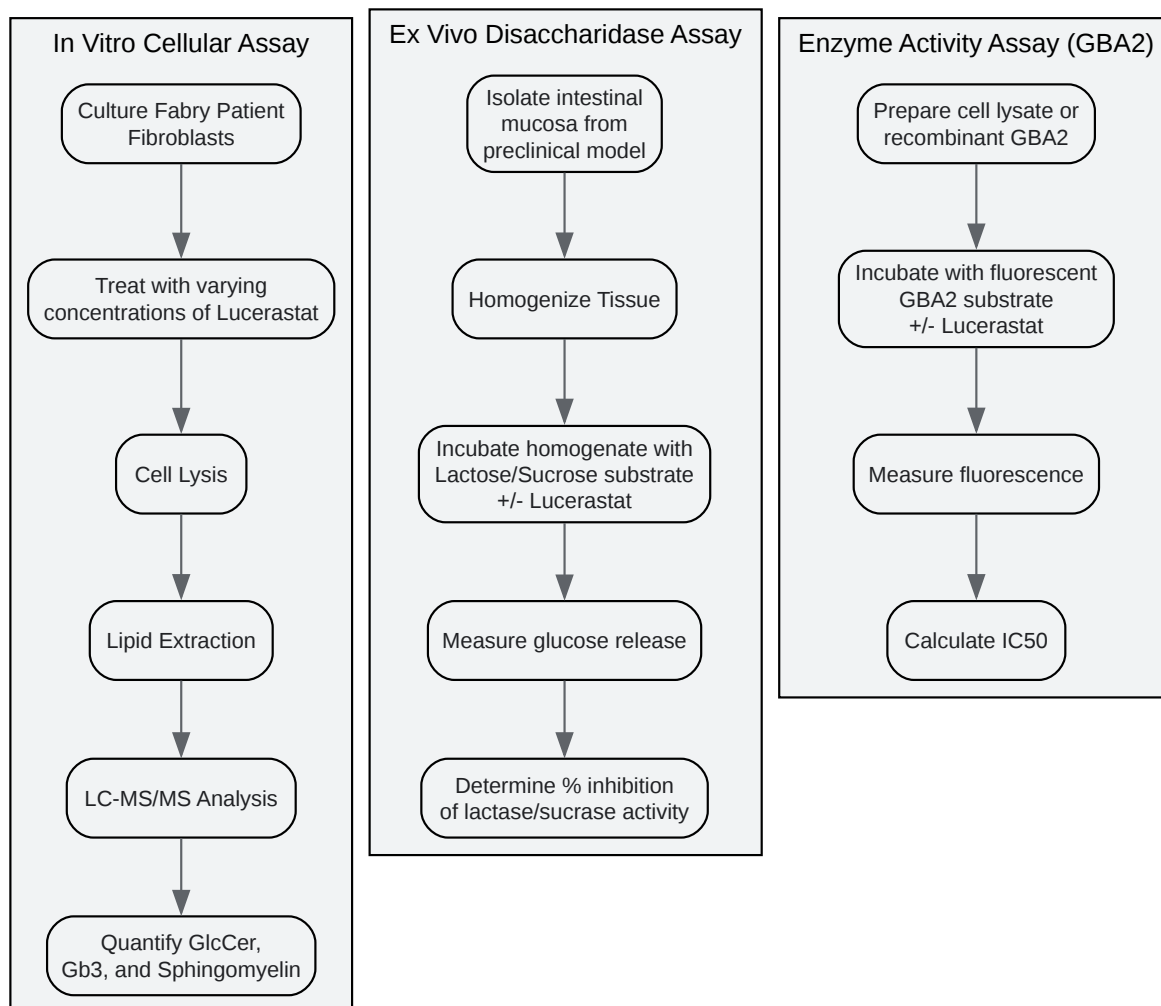 In Vitro Cellular Assay
Culture Fabry Patient
Fibroblasts
Treat with varying
concentrations of Lucerastat
Cell Lysis
Lipid Extraction
LC-MS/MS Analysis
Quantify GlcCer,
Gb3, and Sphingomyelin
Ex Vivo Disaccharidase Assay
Isolate intestinal
mucosa from
preclinical model
Homogenize Tissue
Incubate homogenate with
Lactose/Sucrose substrate
+/- Lucerastat
Measure glucose release
Determine % inhibition
of lactase/sucrase activity
Enzyme Activity Assay (GBA2)
Prepare cell lysate or
recombinant GBA2
Incubate with fluorescent
GBA2 substrate
+/- Lucerastat
Measure fluorescence
Calculate IC50